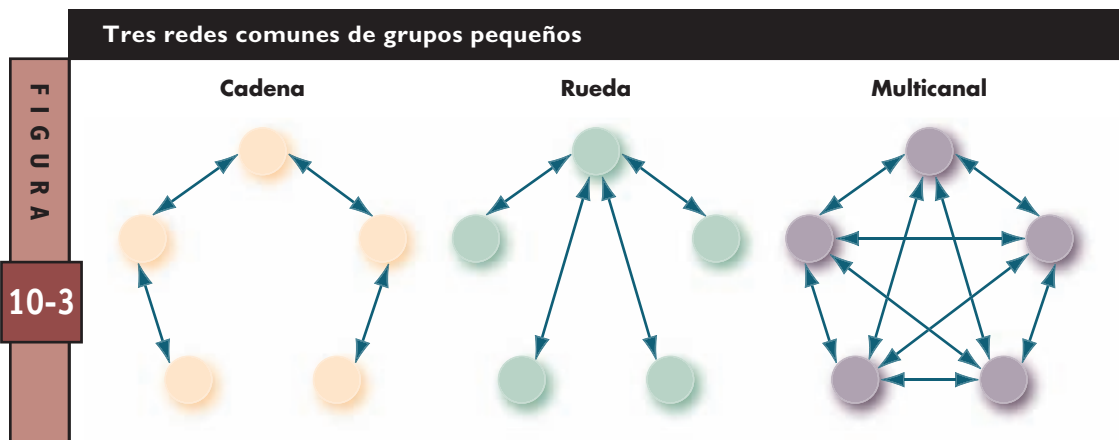 Tres redes comunes de grupos pequeños
FIGURA
10-3
Cadena
Rueda
Multicanal